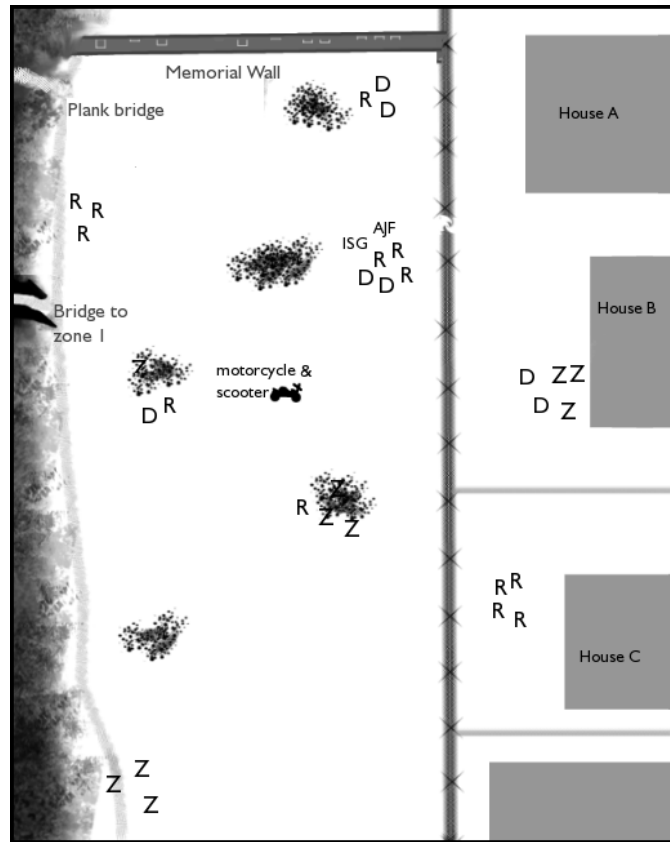 Memorial Wall
D
R
D
House A
Plank bridge
R
R
R
AJF
ISG
R
R
R
D
D
House B
Bridge to
zone 1
Z
motorcycle &
scooter
D
R
D
Z Z
D
Z
Z
R
Z
Z
R R
R
R
House C
Z
Z
Z